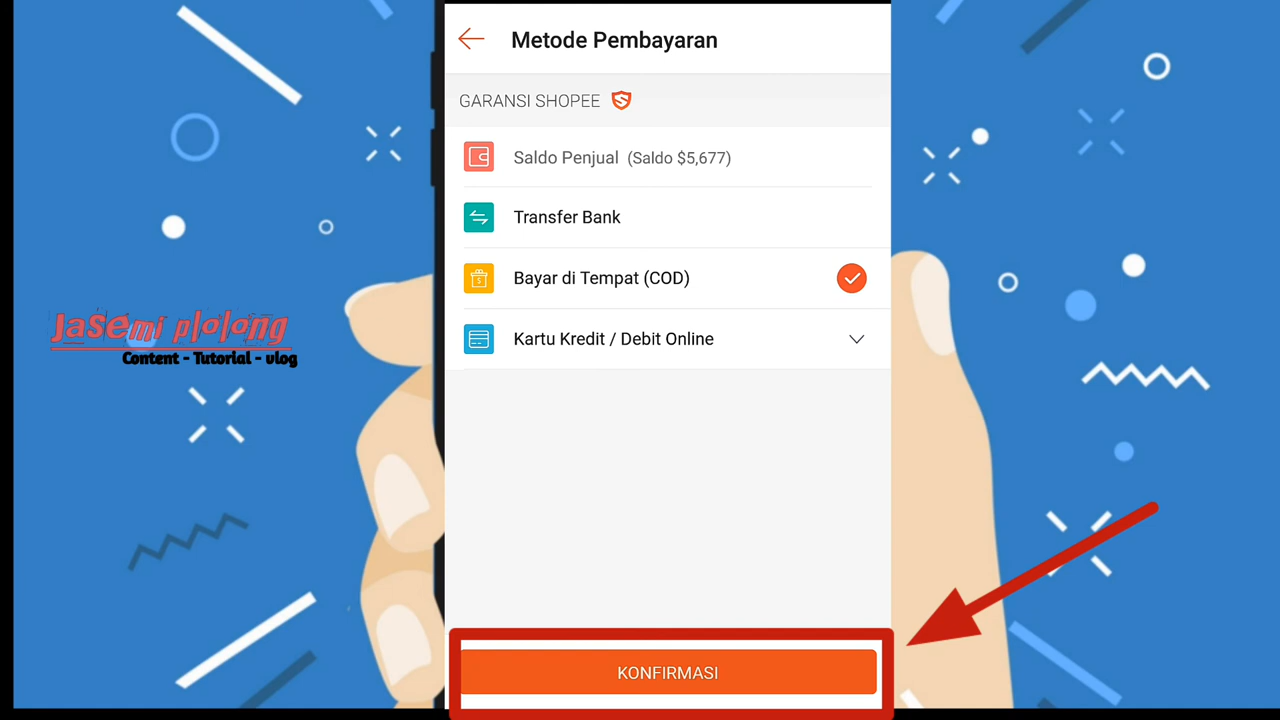 Metode Pembayaran
GARANSI SHOPEE
Saldo Penjual (Saldo $5,677)
Transfer Bank
Bayar di Tempat (COD)
Kartu Kredit / Debit Online
KONFIRMASI
Jasemi plolong
Content - Tutorial - vlog